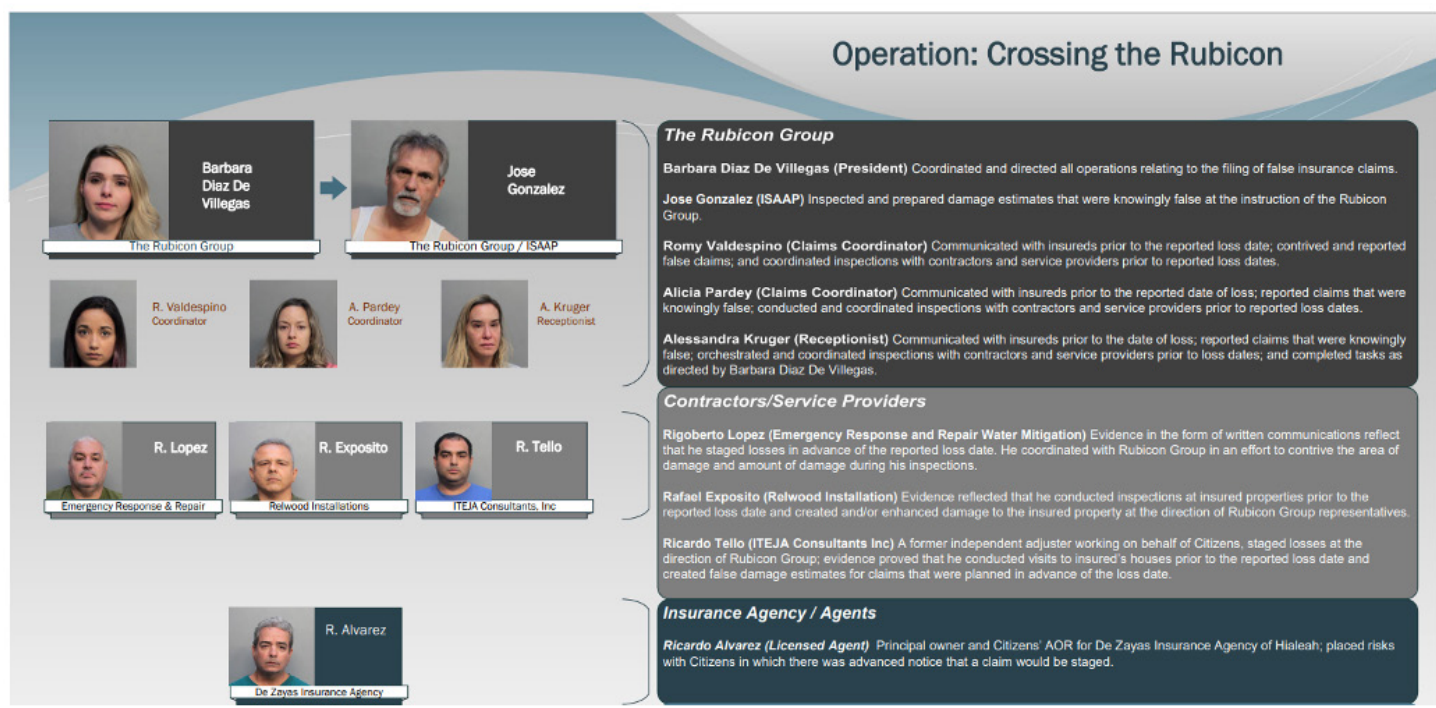 Operation: Crossing the Rubicon
Barbara
Diaz De
Villegas
The Rubicon Group
Jose
Gonzalez
The Rubicon Group / ISAAP
R. Valdespino
Coordinator
A. Pardey
Coordinator
A. Kruger
Receptionist
The Rubicon Group
Barbara Diaz De Villegas (President) Coordinated and directed all operations relating to the filing of false insurance claims.
Jose Gonzalez (ISAAP) Inspected and prepared damage estimates that were knowingly false at the instruction of the Rubicon
Group.
Romy Valdespino (Claims Coordinator) Communicated with insureds prior to the reported loss date; contrived and reported
false claims; and coordinated inspections with contractors and service providers prior to reported loss dates.
Alicia Pardey (Claims Coordinator) Communicated with insureds prior to the reported date of loss; reported claims that were
knowingly false; conducted and coordinated inspections with contractors and service providers prior to reported loss dates.
Alessandra Kruger (Receptionist) Communicated with insureds prior to the date of loss; reported claims that were knowingly
false; orchestrated and coordinated inspections with contractors and service providers prior to loss dates; and completed tasks as
directed by Barbara Diaz De Villegas.
R. Lopez
Emergency Response & Repair
R. Exposito
Relwood Installations
R. Tello
ITEJA Consultants, Inc
Contractors/Service Providers
Rigoberto Lopez (Emergency Response and Repair Water Mitigation) Evidence in the form of written communications reflect
that he staged losses in advance of the reported loss date. He coordinated with Rubicon Group in an effort to contrive the area of
damage and amount of damage during his inspections.
Rafael Exposito (Relwood Installation) Evidence reflected that he conducted inspections at insured properties prior to the
reported loss date and created and/or enhanced damage to the insured property at the direction of Rubicon Group representatives.
Ricardo Tello (ITEJA Consultants Inc) A former independent adjuster working on behalf of Citizens, staged losses at the
direction of Rubicon Group; evidence proved that he conducted visits to insured's houses prior to the reported loss date and
created false damage estimates for claims that were planned in advance of the loss date.
R. Alvarez
De Zayas Insurance Agency
Insurance Agency / Agents
Ricardo Alvarez (Licensed Agent) Principal owner and Citizens' AOR for De Zayas Insurance Agency of Hialeah; placed risks
with Citizens in which there was advanced notice that a claim would be staged.